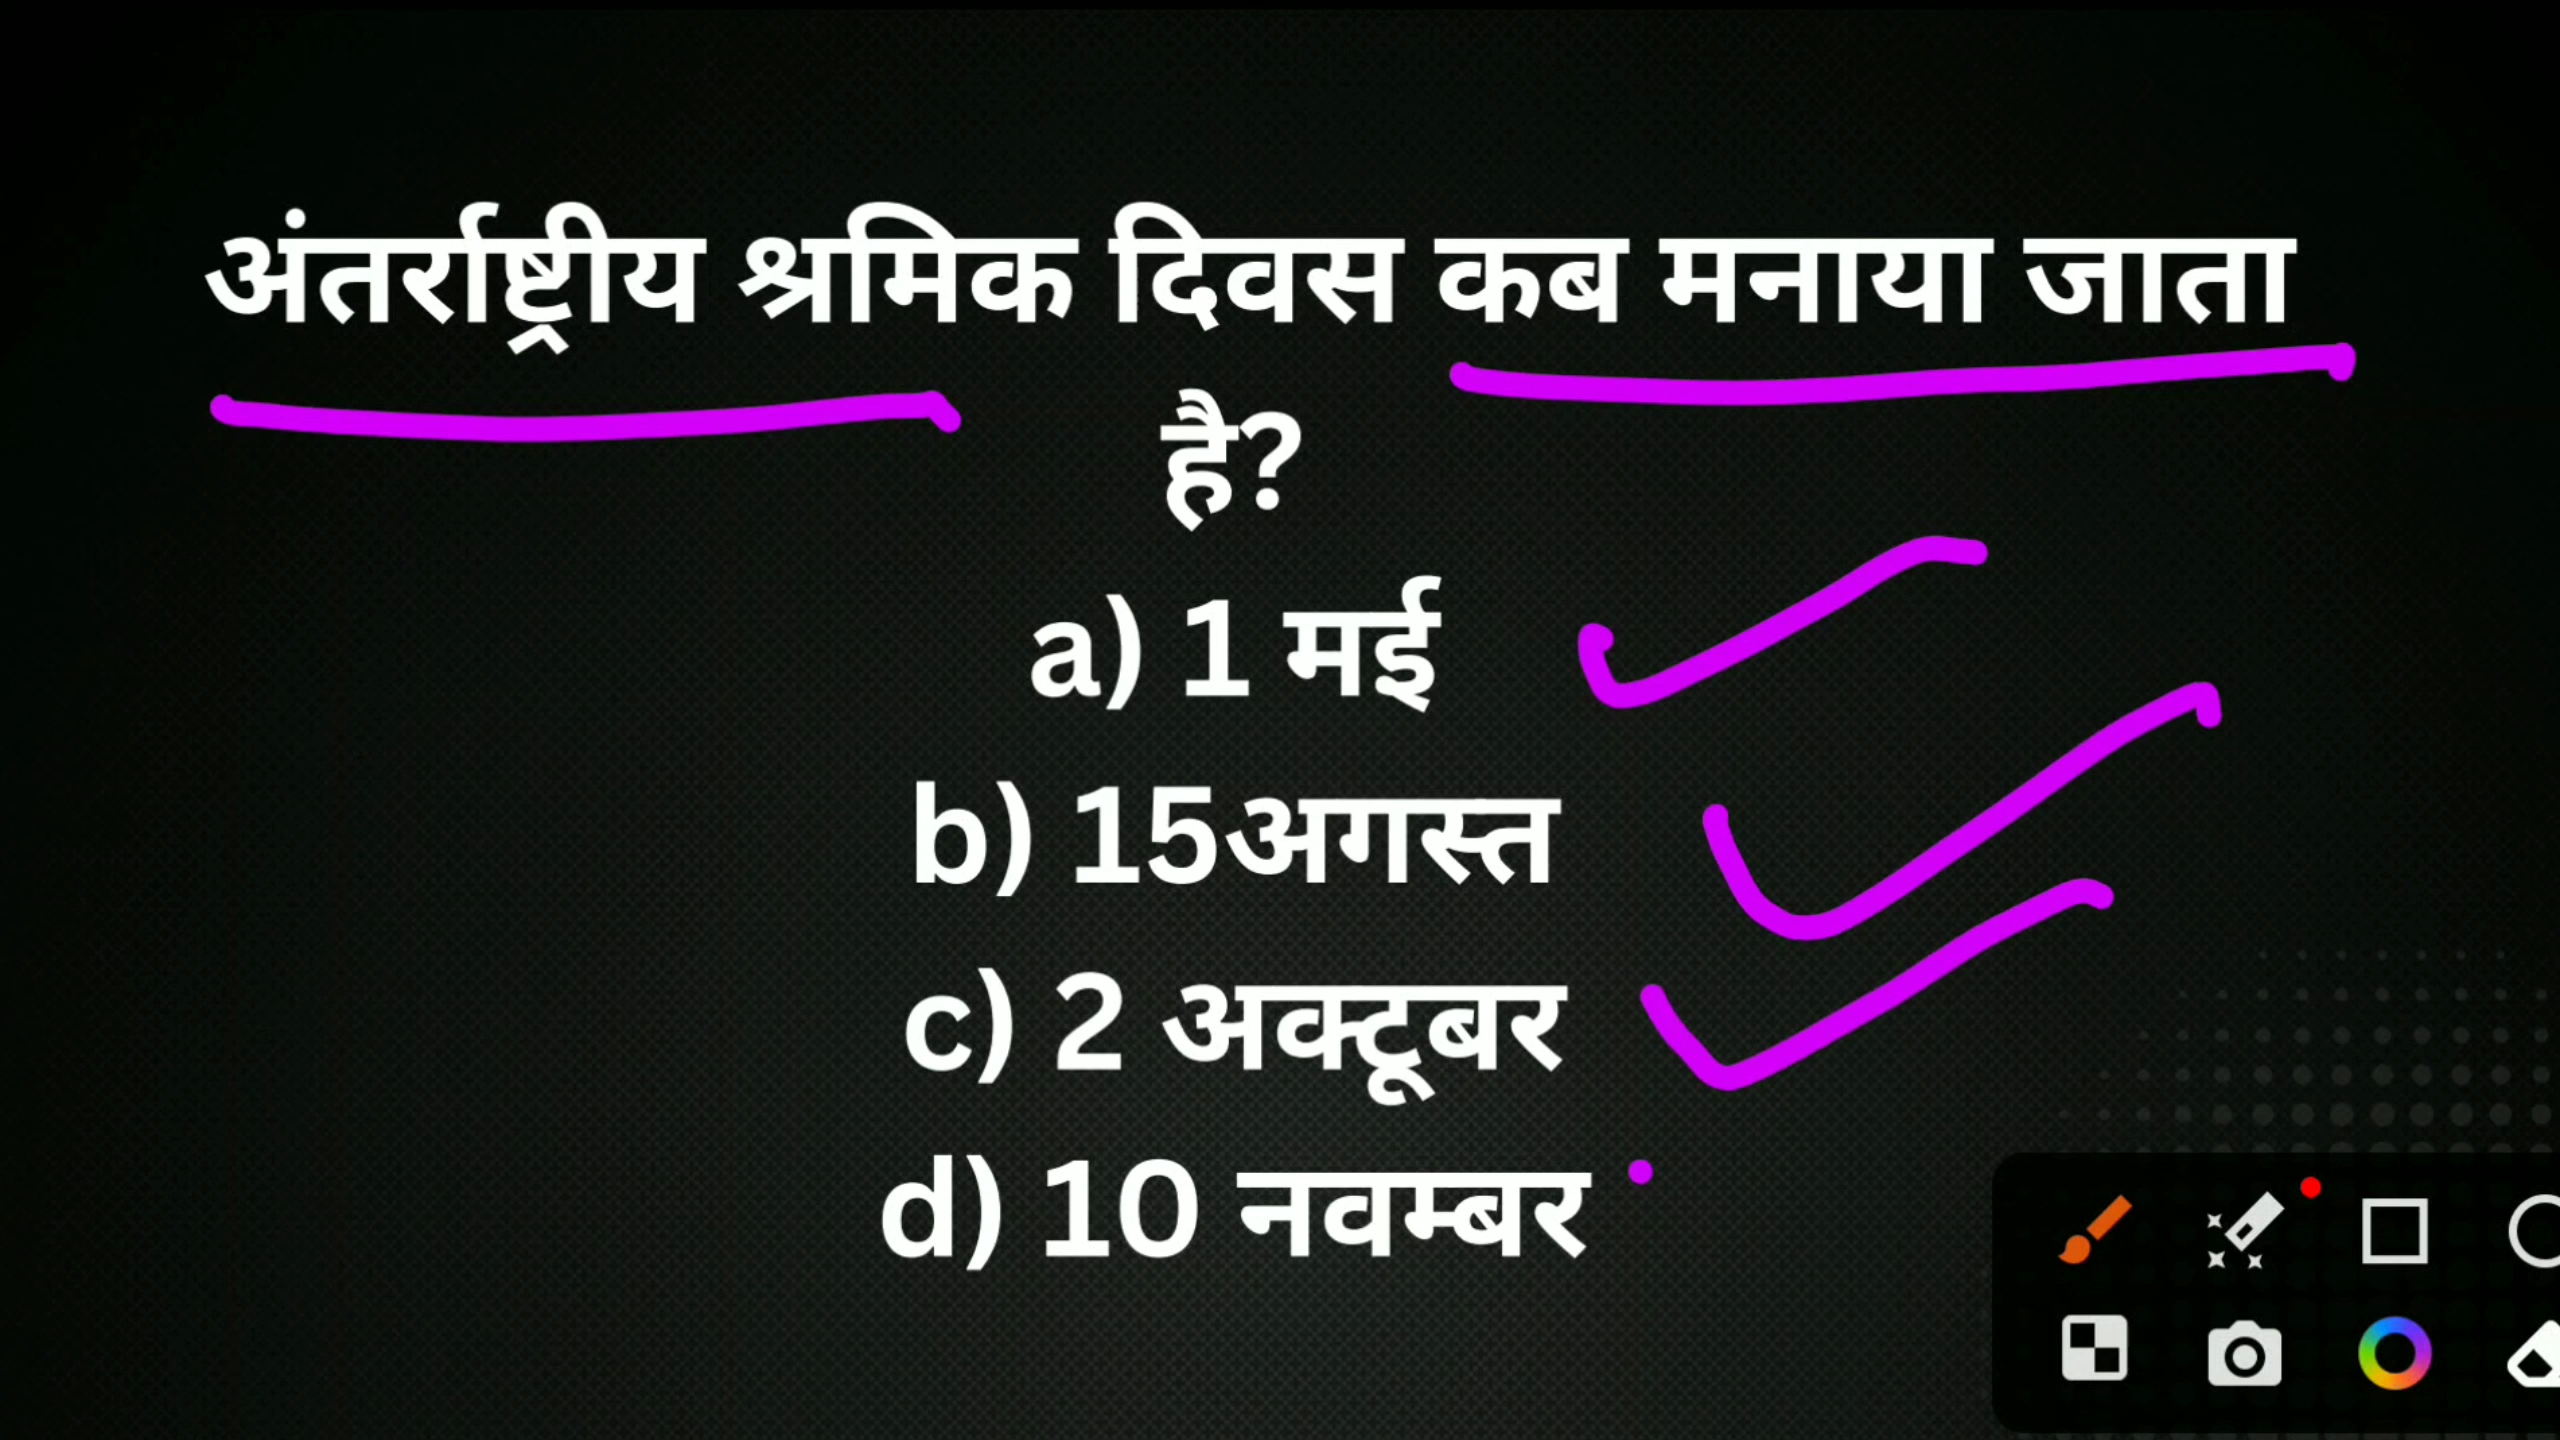 अंतर्राष्ट्रीय श्रमिक दिवस कब मनाया जाता
है?
a) 1 मई
b) 15अगस्त
c) 2 अक्टूबर
d) 10 नवम्बर